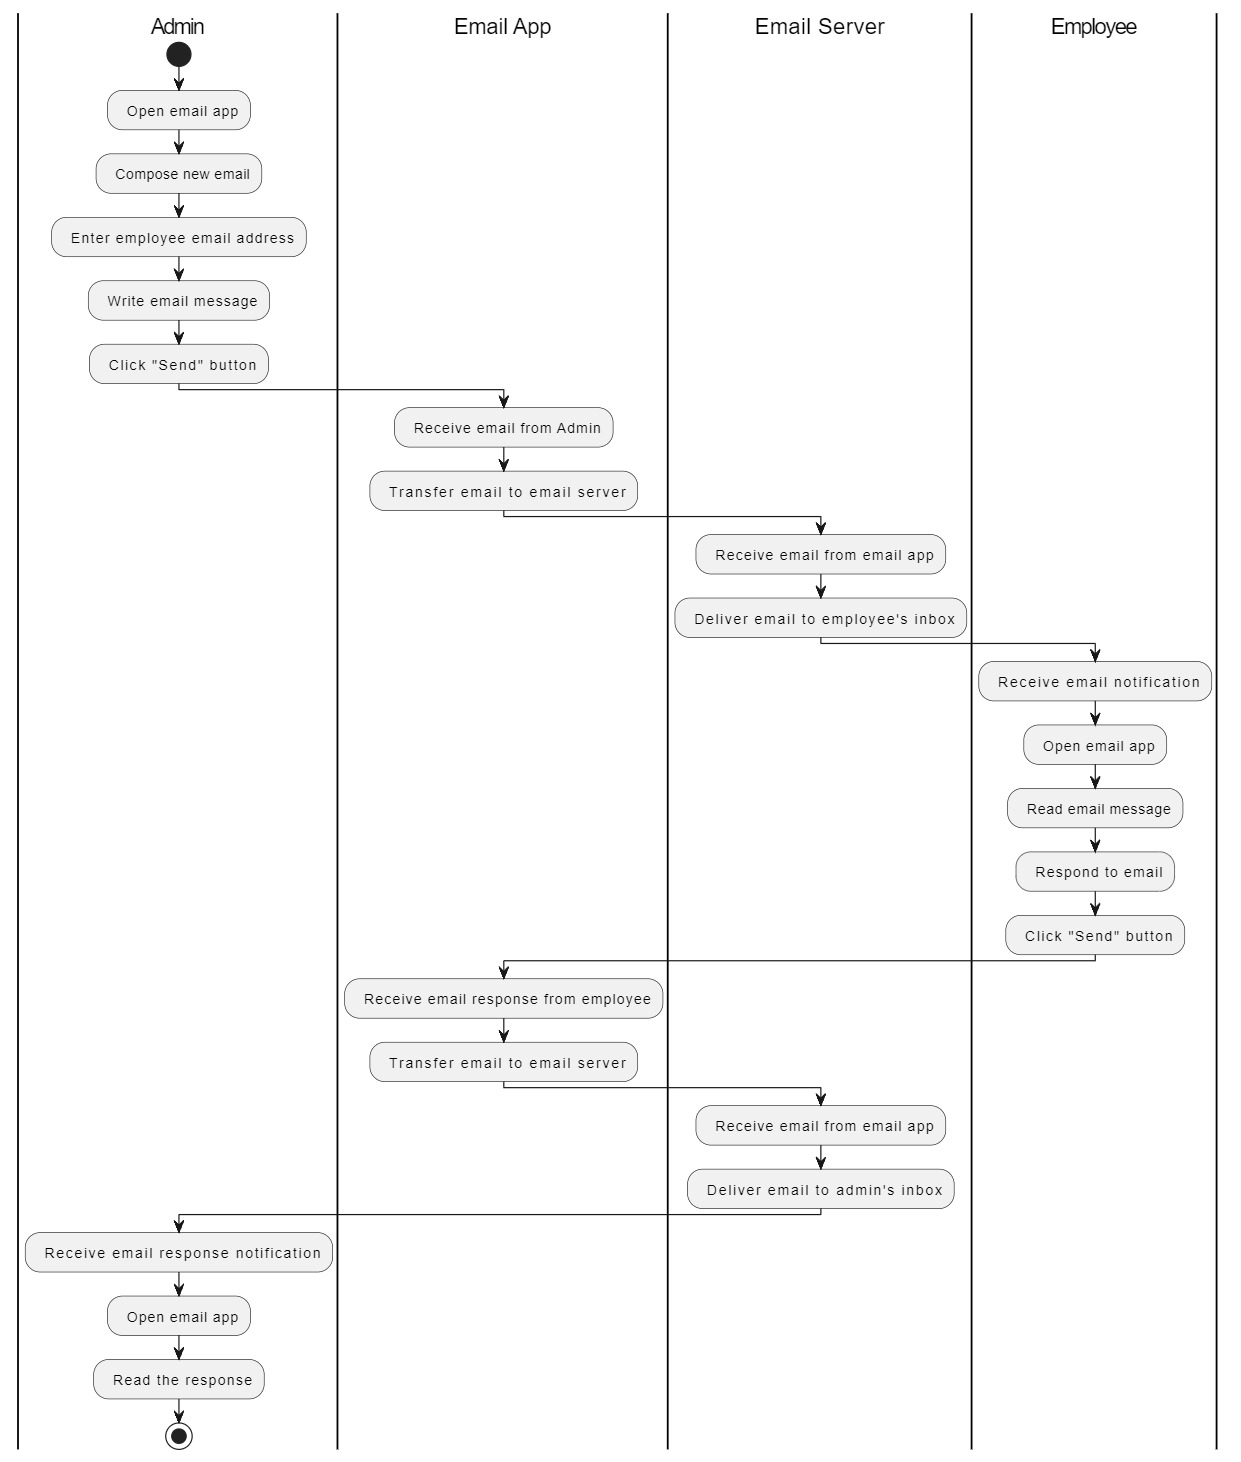 Admin
Email App
Email Server
Employee
Open email app
Compose new email
Enter employee email address
Write email message
Click "Send" button
Receive email from Admin
Transfer email to email server
Receive email from email app
Deliver email to employee's inbox
Receive email notification
Open email app
Read email message
Respond to email
Click "Send" button
Receive email response from employee
Transfer email to email server
Receive email from email app
Deliver email to admin's inbox
Receive email response notification
Open email app
Read the response